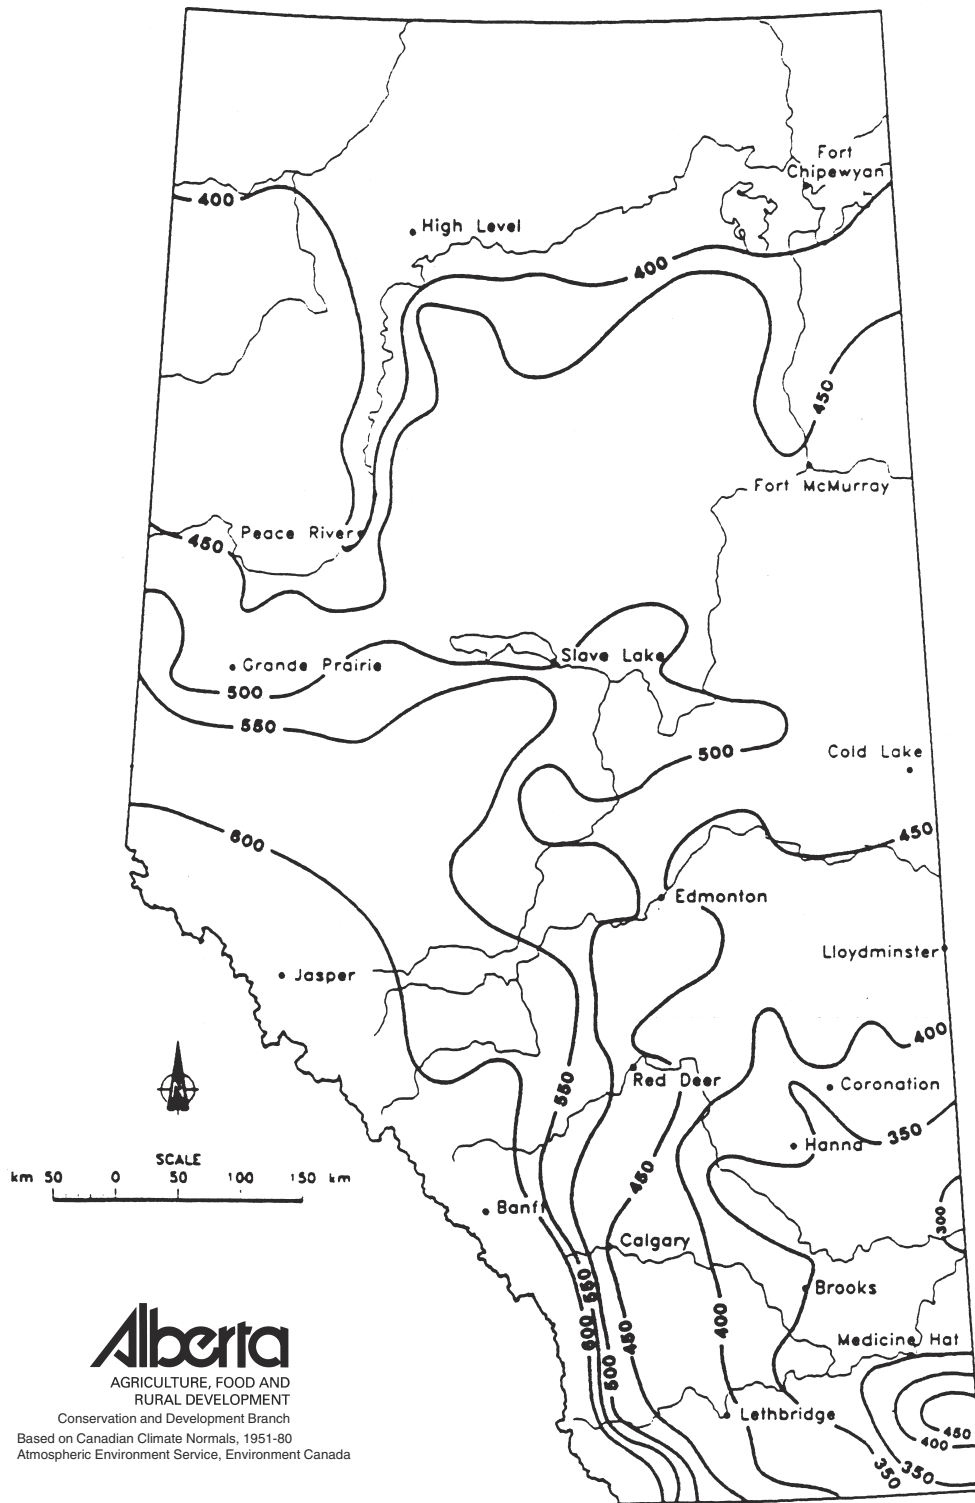 Fort
Chipewyan
400
High Level
400
450
Fort McMurray
Peace River
450
Slave Lake
Grande Prairie
500
550
500
Cold Lake
600
450
Edmonton
Lloydminster
Jasper
400
Red Deer
Coronation
550
350
Hanna
SCALE
km 50 0 50 100 150 km
450
Banff
300
Calgary
550
Brooks
600
450
400
Medicine Hat
500
Lethbridge
450
400
350
350
Alberta
AGRICULTURE, FOOD AND
RURAL DEVELOPMENT
Conservation and Development Branch
Based on Canadian Climate Normals, 1951-80
Atmospheric Environment Service, Environment Canada